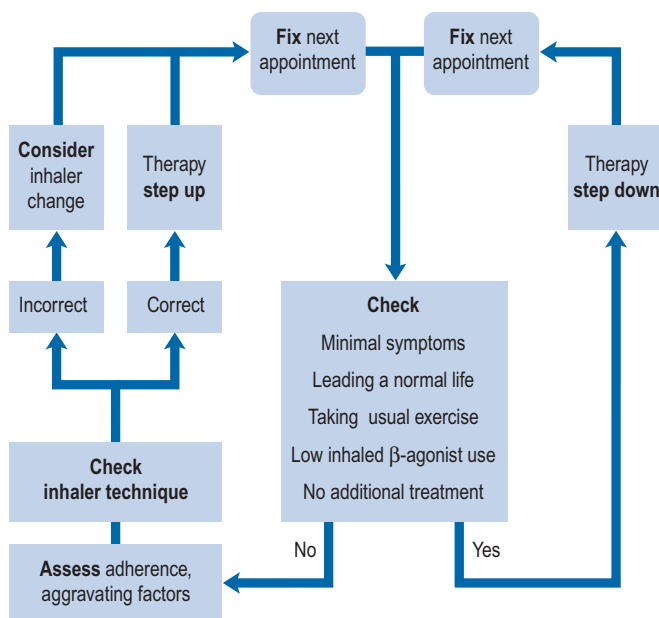 Fix next
appointment
Fix next
appointment
Consider
inhaler
change
Therapy
step up
Therapy
step down
Incorrect
Correct
Check
Minimal symptoms
Leading a normal life
Taking usual exercise
Low inhaled β-agonist use
No additional treatment
Check
inhaler technique
No
Yes
Assess adherence,
aggravating factors